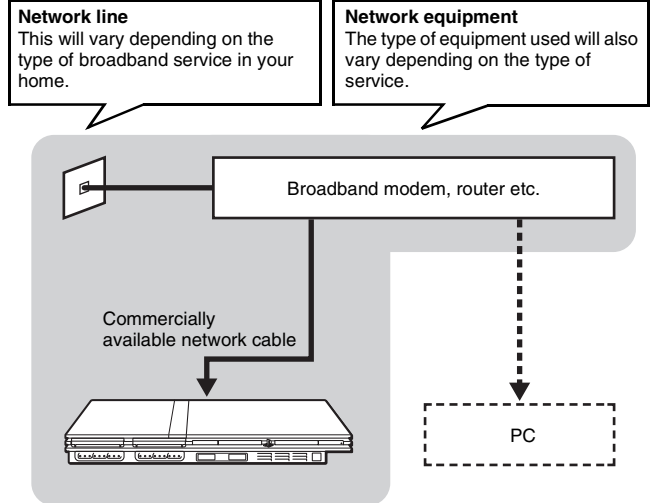 Network line
This will vary depending on the
type of broadband service in your
home.
Network equipment
The type of equipment used will also
vary depending on the type of
service.
Broadband modem, router etc.
Commercially
available network cable
PC